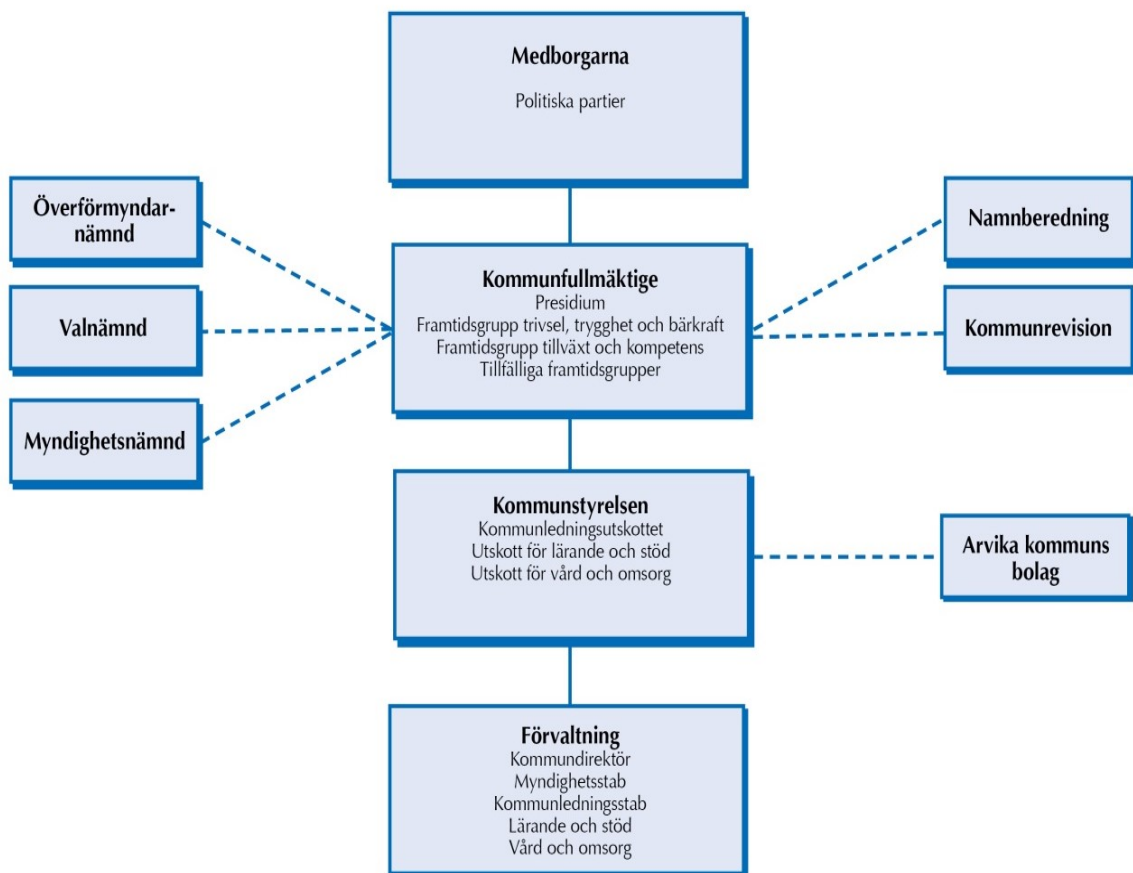 Medborgarna
Politiska partier
Överförmyndar-
nämnd
Valnämnd
Myndighetsnämnd
Kommunfullmäktige
Presidium
Framtidsgrupp trivsel, trygghet och bärkraft
Framtidsgrupp tillväxt och kompetens
Tillfälliga framtidsgrupper
Namnberedning
Kommunrevision
Kommunstyrelsen
Kommunledningsutskottet
Utskott för lärande och stöd
Utskott för vård och omsorg
Arvika kommuns
bolag
Förvaltning
Kommundirektör
Myndighetsstab
Kommunledningsstab
Lärande och stöd
Vård och omsorg